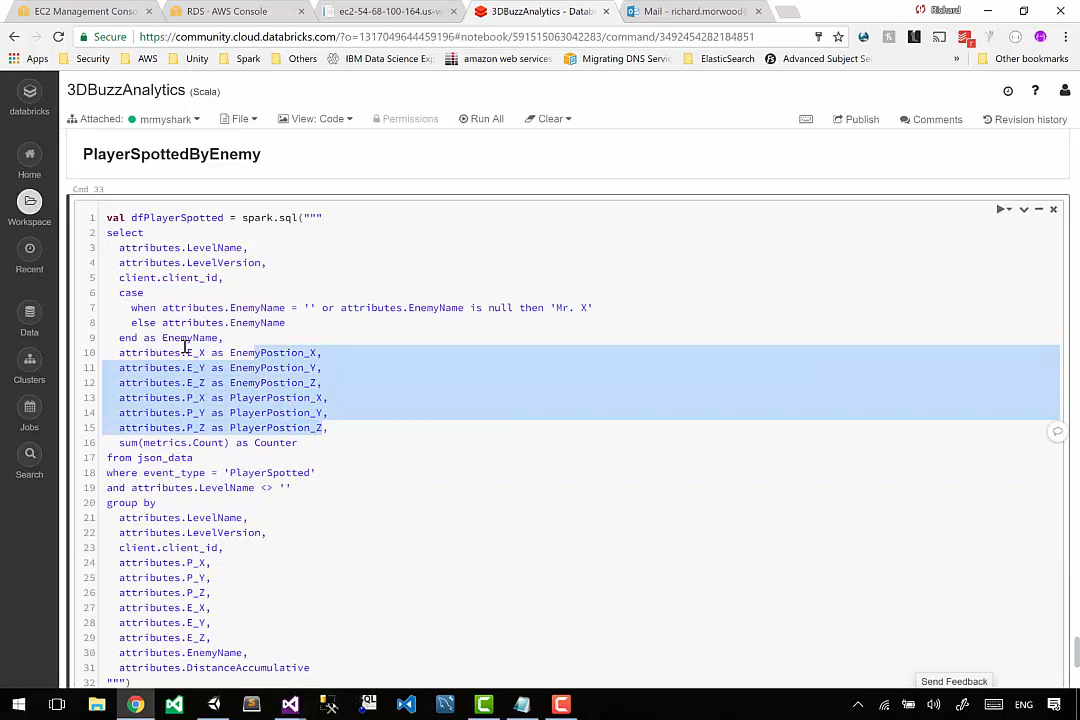 EC2 Management Conso
RDS - AWS Console
ec2-54-68-100-164.us-w
3DBuzzAnalytics - Datab
Mail - richard.morwood@
Richard
Secure
https://community.cloud.databricks.com/?o=1317049644459196#notebook/591515063042283/command/3492454282184851
Apps
Security
AWS
Unity
Spark
Others
IBM Data Science Exp
amazon web services
Migrating DNS Servic
ElasticSearch
Advanced Subject Se
»
Other bookmarks
databricks
Home
Workspace
Recent
Data
Clusters
Jobs
Search
3DBuzzAnalytics (Scala)
Attached: mrmyshark
File
View: Code
Permissions
Run All
Clear
Publish
Comments
Revision history
PlayerSpottedByEnemy
Cmd 33
1 val dfPlayerSpotted = spark.sql("""
2 select
3 attributes.LevelName,
4 attributes.LevelVersion,
5 client.client_id,
6 case
7 when attributes.EnemyName = '' or attributes.EnemyName is null then 'Mr. X'
8 else attributes.EnemyName
9 end as EnemyName,
10 attributes.E_X as EnemyPostion_X,
11 attributes.E_Y as EnemyPostion_Y,
12 attributes.E_Z as EnemyPostion_Z,
13 attributes.P_X as PlayerPostion_X,
14 attributes.P_Y as PlayerPostion_Y,
15 attributes.P_Z as PlayerPostion_Z,
16 sum(metrics.Count) as Counter
17 from json_data
18 where event_type = 'PlayerSpotted'
19 and attributes.LevelName <> ''
20 group by
21 attributes.LevelName,
22 attributes.LevelVersion,
23 client.client_id,
24 attributes.P_X,
25 attributes.P_Y,
26 attributes.P_Z,
27 attributes.E_X,
28 attributes.E_Y,
29 attributes.E_Z,
30 attributes.EnemyName,
31 attributes.DistanceAccumulative
32 """)
Send Feedback
ENG